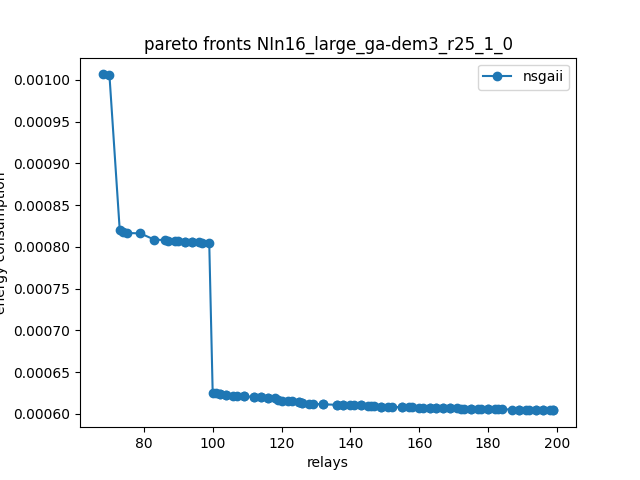 pareto fronts NIn16_large_ga-dem3_r25_1_0
nsgaii
0.00100
0.00095
0.00090
0.00085
0.00080
0.00075
0.00070
0.00065
0.00060
energy consumption
80 100 120 140 160 180 200
relays